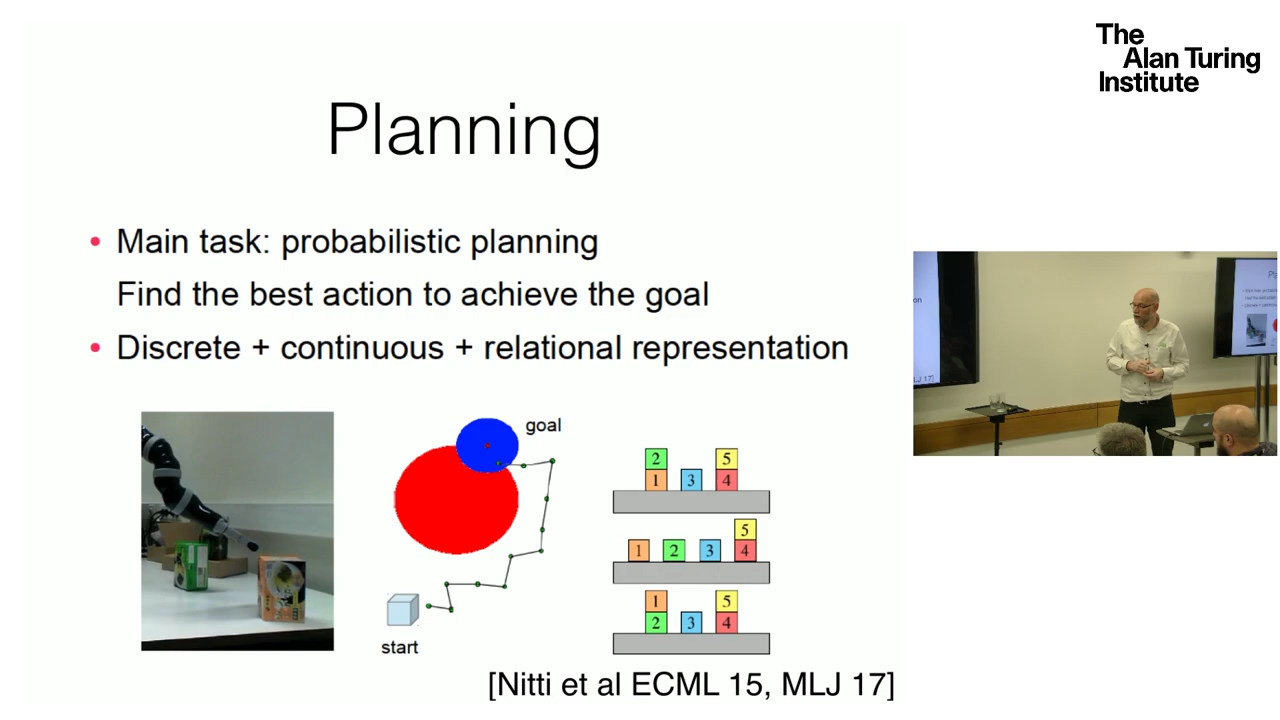 The
Alan Turing
Institute
Planning
• Main task: probabilistic planning
Find the best action to achieve the goal
• Discrete + continuous + relational representation
goal
start
2 5
1 3 4
5
1 2 3 4
1 5
2 3 4
[Nitti et al ECML 15, MLJ 17]